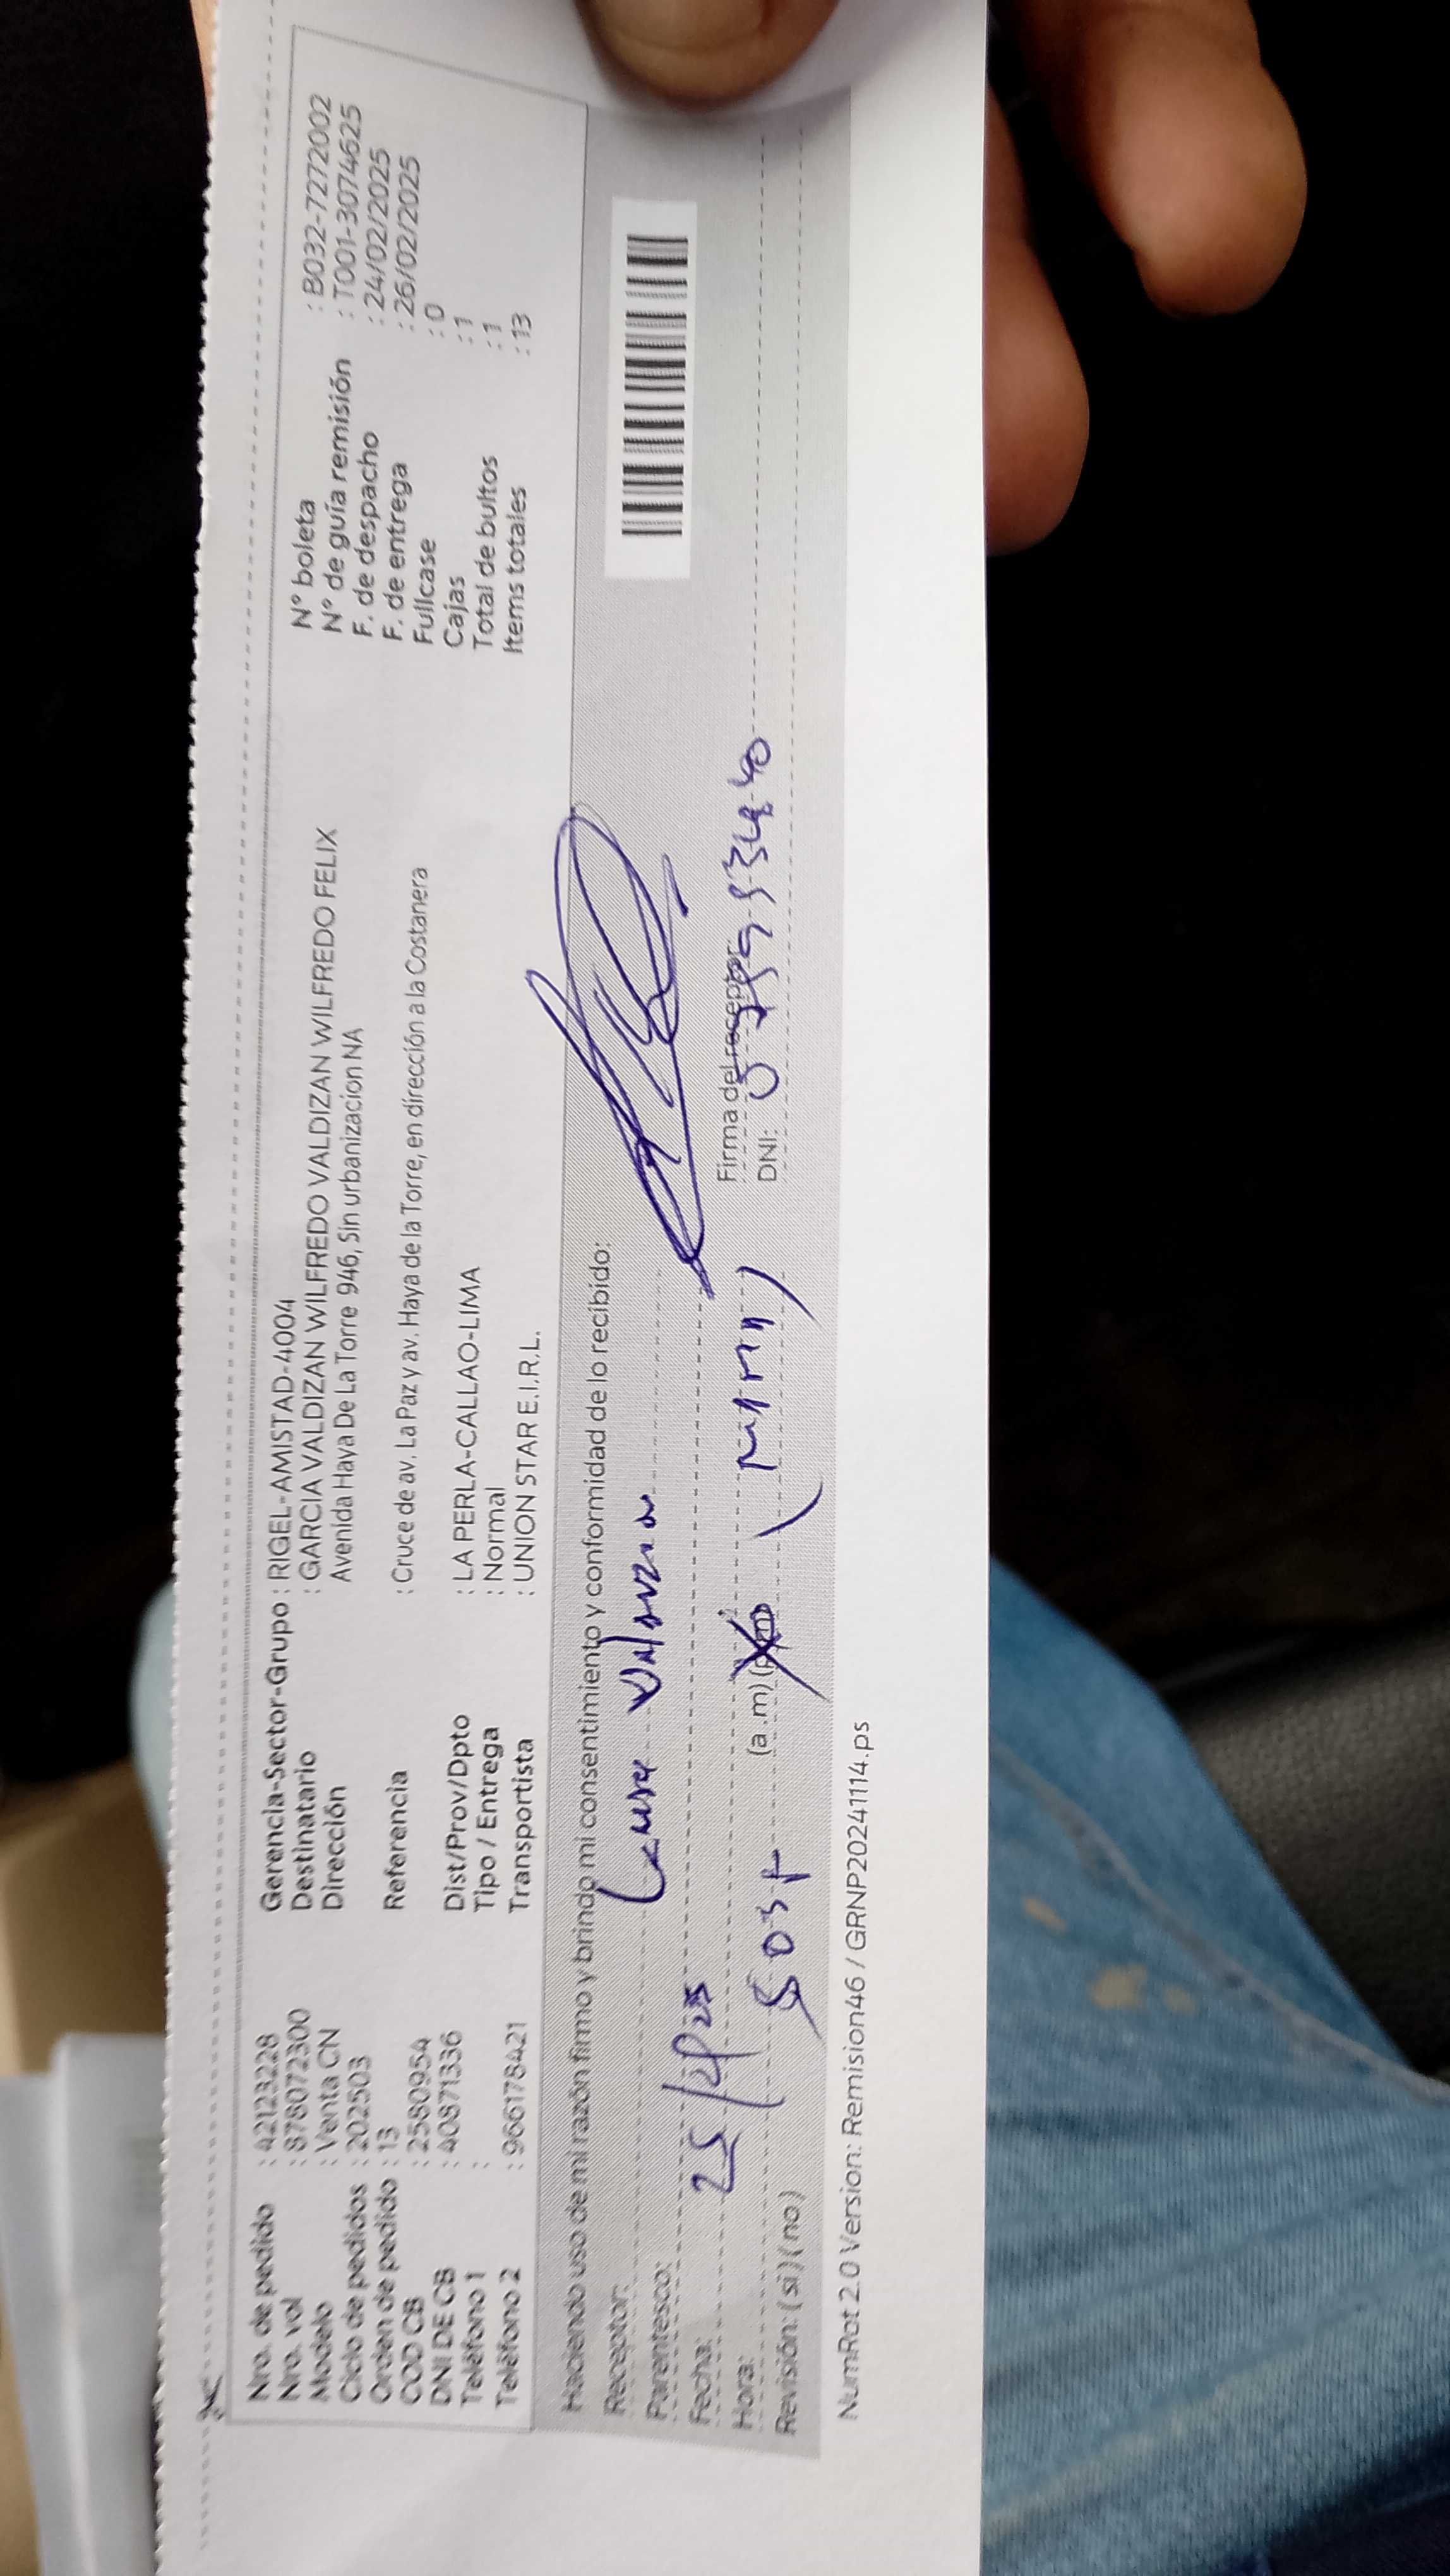 Nro. de pedido : 42123228
Nro. vol : 878072300
Modelo : Venta CN
Ciclo de pedidos : 202503
Orden de pedido : 13
COD CB : 2580954
DNI DE CB : 40871336
Teléfono 1 :
Teléfono 2 : 966178421
Gerencia-Sector-Grupo : RIGEL-AMISTAD-4004
Destinatario : GARCIA VALDIZAN WILFREDO VALDIZAN WILFREDO FELIX
Dirección Avenida Haya De La Torre 946, Sin urbanizacion NA
Referencia : Cruce de av. La Paz y av. Haya de la Torre, en dirección a la Costanera
Dist/Prov/Dpto : LA PERLA-CALLAO-LIMA
Tipo / Entrega : Normal
Transportista : UNION STAR E.I.R.L.
N° boleta : B032-7272002
N° de guía remisión : T001-3074625
F. de despacho : 24/02/2025
F. de entrega : 26/02/2025
Fullcase : 0
Cajas : 1
Total de bultos : 1
Items totales : 13
Haciendo uso de mi razón firmo y brindo mi consentimiento y conformidad de lo recibido:
Receptor:
Parentesco:
Fecha: 25
Hora: (a.m) (p.m)
Revisión: (si) (no)
Firma del receptor
DNI:
NumRot 2.0 Version: Remision46 / GRNP20241114.ps